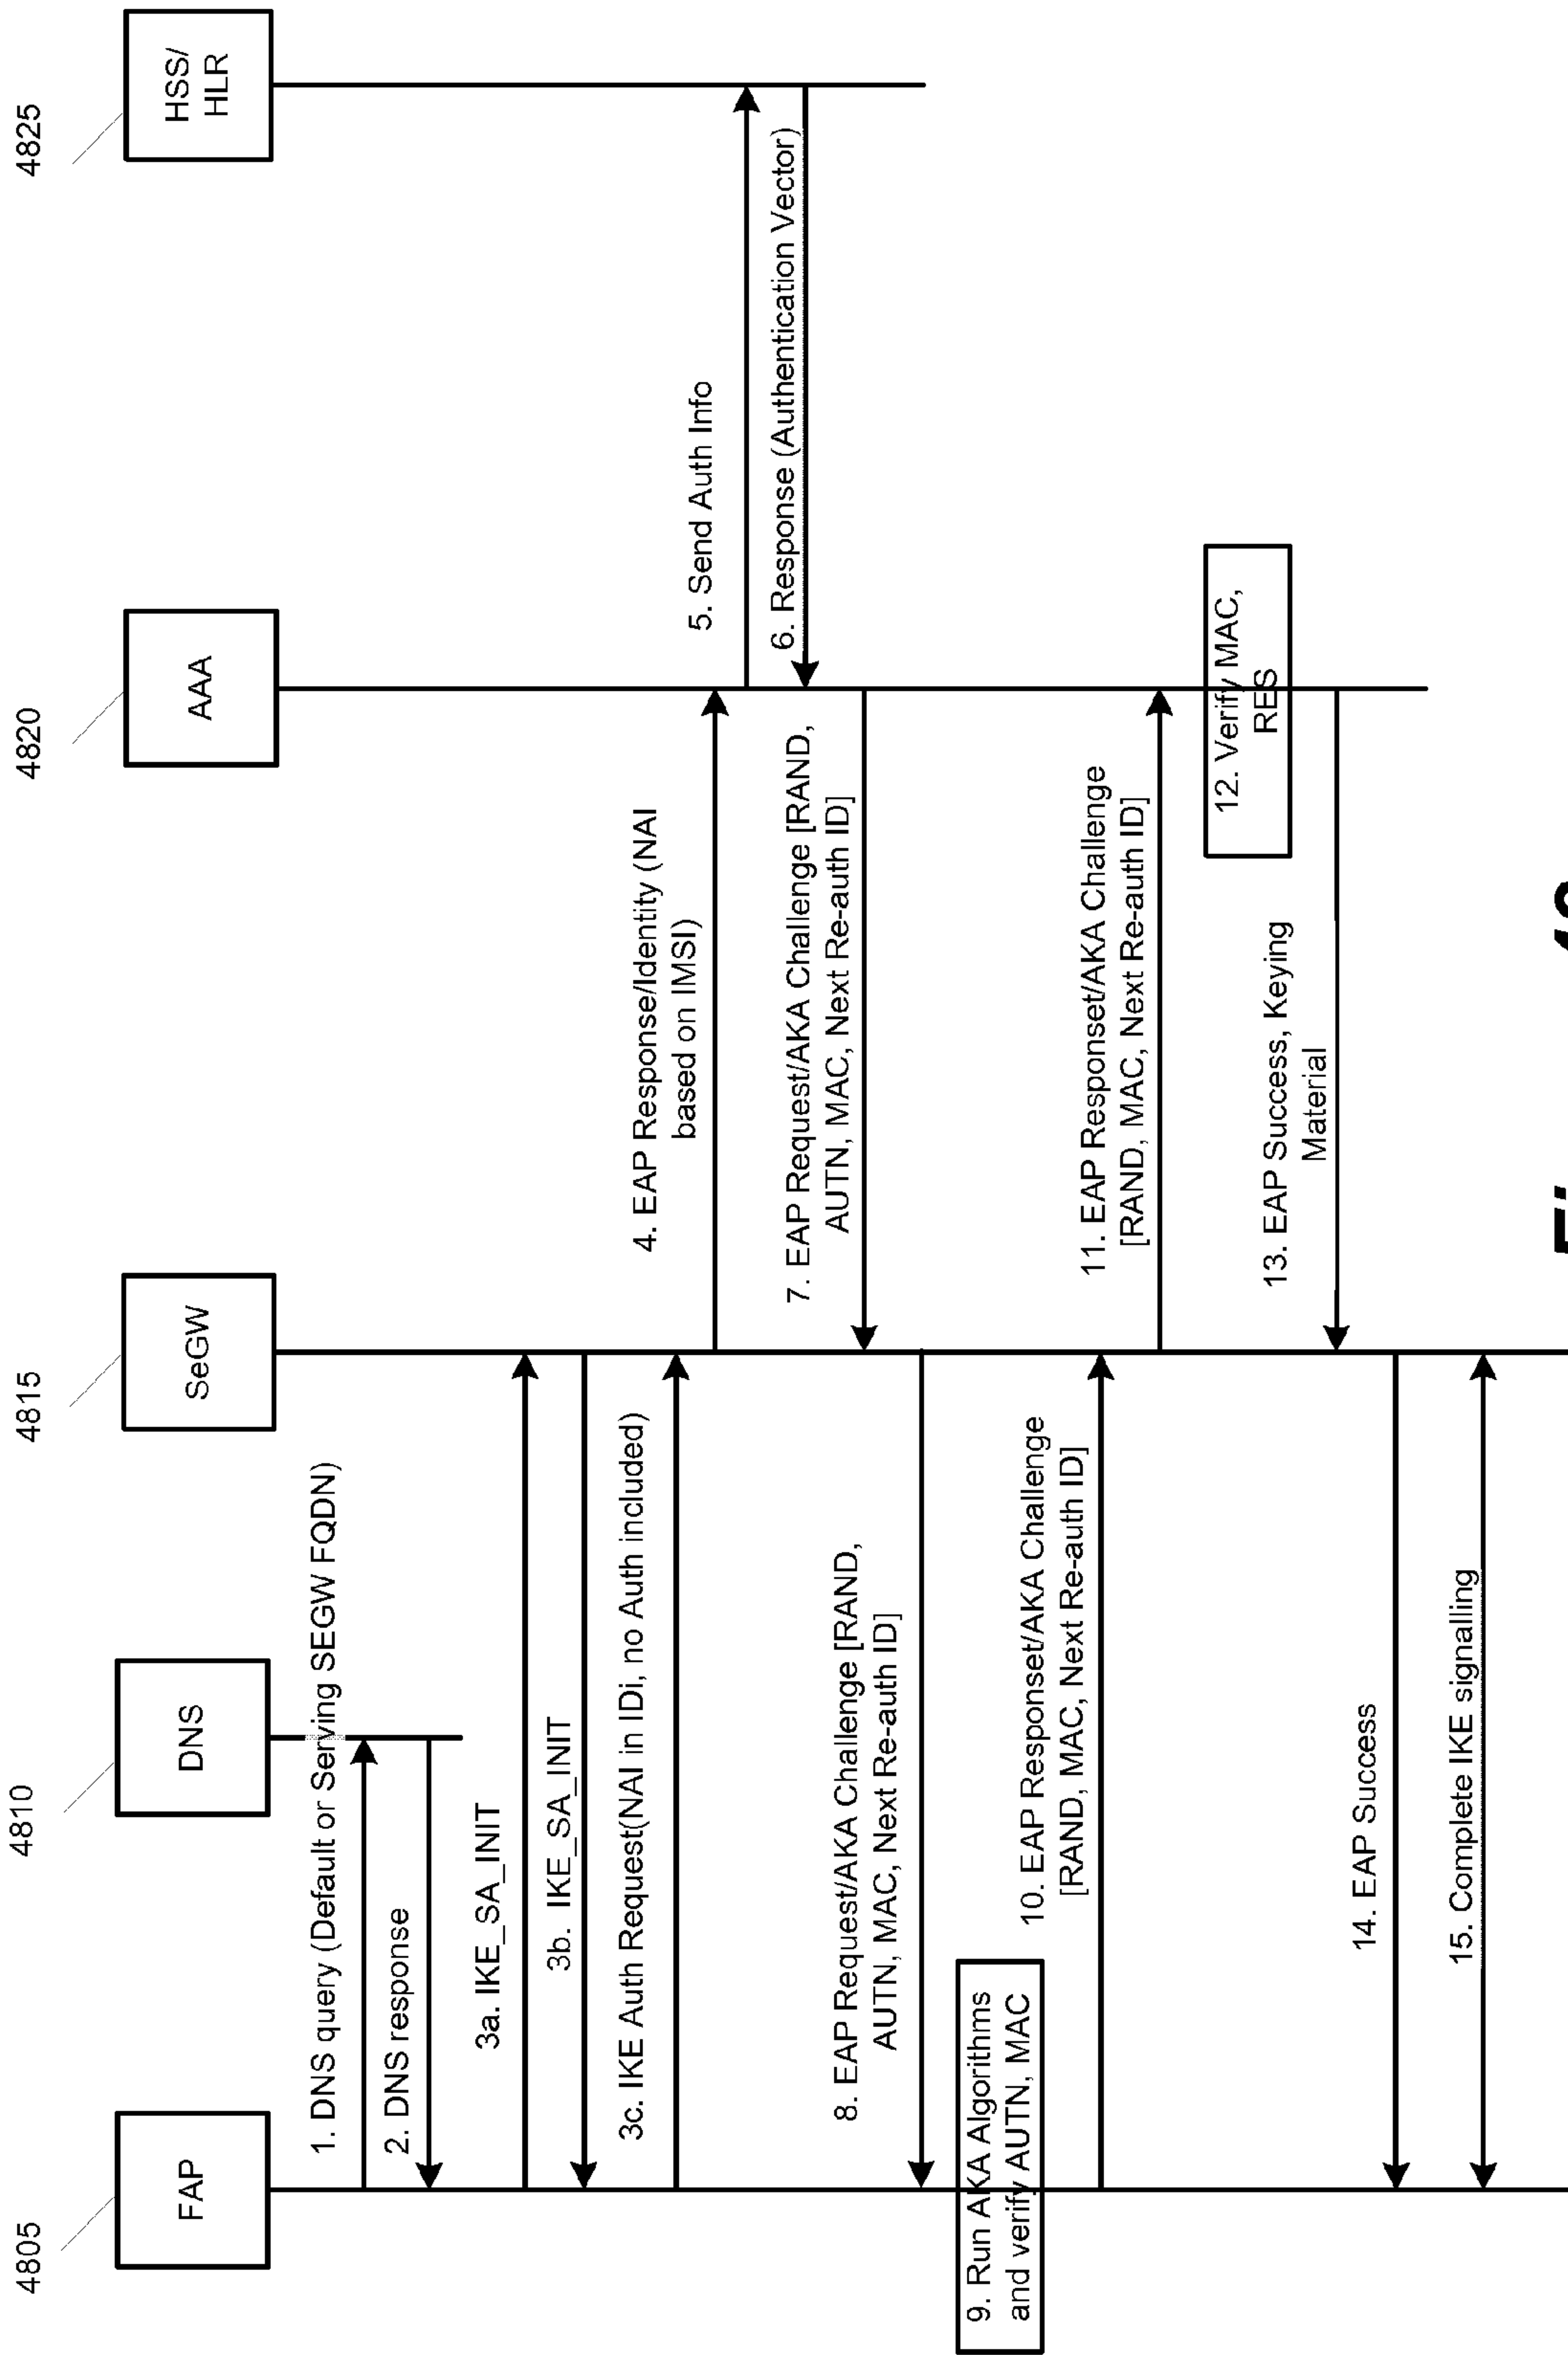 4805
4810
4815
4820
4825
FAP
DNS
SeGW
AAA
HSS/
HLR
1. DNS query (Default or Serving SEGW FQDN)
2. DNS response
3a. IKE_SA_INIT
3b. IKE_SA_INIT
3c. IKE Auth Request(NAI in IDi, no Auth included)
4. EAP Response/Identity (NAI
based on IMSI)
5. Send Auth Info
6. Response (Authentication Vector)
7. EAP Request/AKA Challenge [RAND,
AUTN, MAC, Next Re-auth ID]
8. EAP Request/AKA Challenge [RAND,
AUTN, MAC, Next Re-auth ID]
9. Run AKA Algorithms
and verify AUTN, MAC
10. EAP Response/AKA Challenge
[RAND, MAC, Next Re-auth ID]
11. EAP Responset/AKA Challenge
[RAND, MAC, Next Re-auth ID]
12. Verify MAC,
RES
13. EAP Success, Keying
Material
14. EAP Success
15. Complete IKE signalling